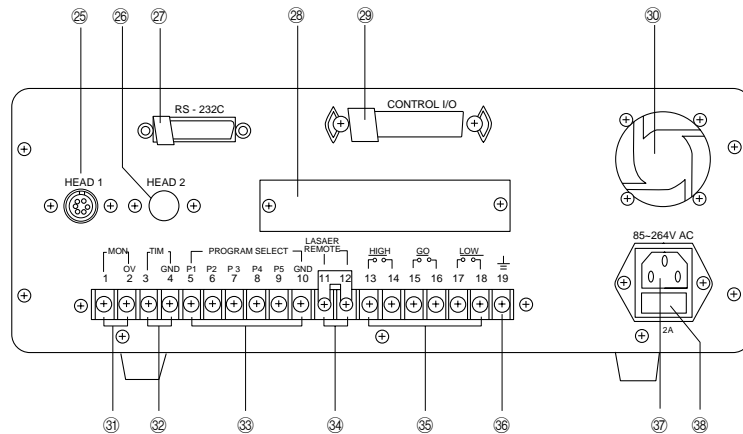 ㉕ ㉖ ㉗ ㉘ ㉙ ㉚
RS - 232C
CONTROL I/O
HEAD 1 HEAD 2
85~264V AC
MON TIM PROGRAM SELECT LASAER REMOTE HIGH GO LOW
OV GND P1 P2 P 3 P4 P5 GND
1 2 3 4 5 6 7 8 9 10 11 12 13 14 15 16 17 18 19
2A
㉛ ㉜ ㉝ ㉞ ㉟ ㊱ ㊲ ㊳